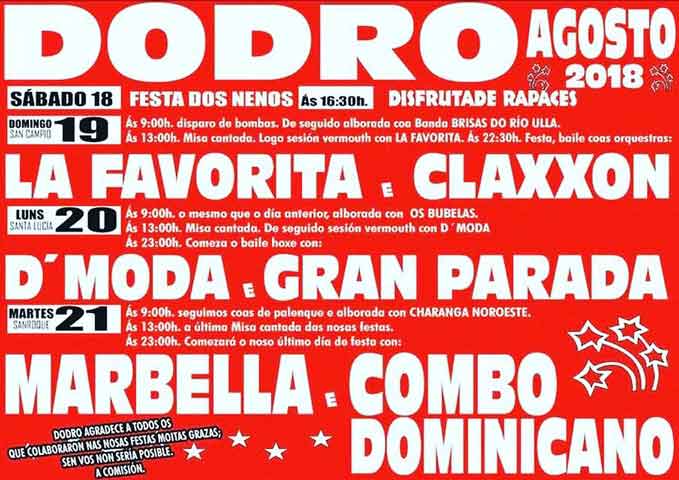 DODRO
AGOSTO
2018
SÁBADO 18 FESTA DOS NENOS Ás 16:30h. DISFRUTADE RAPACES
DOMINGO
SAN CAMPIO
19
Ás 9:00h. disparo de bombas. De seguido alborada con Banda BRISAS DO RÍO ULLA.
Ás 13:00h. Misa cantada. Logo sesión vermouth con LA FAVORITA. Ás 22:30h. Festa, baile coas orquestras:
LA FAVORITA E CLAXXON
LUNS
SANTA LUCIA
20
Ás 9:00h. o mesmo que o día anterior, alborada con OS BUBELAS.
Ás 13:00h. Misa cantada. De seguido sesión vermouth con D´MODA
Ás 23:00h. Comeza o baile hoxe con:
D´MODA E GRAN PARADA
MARTES
SANROQUE
21
Ás 9:00h. seguimos coas de palenque e alborada con CHARANGA NOROESTE.
Ás 13:00h. a última Misa cantada das nosas festas.
Ás 23:00h. Comezará o noso último día de festa con:
MARBELLA E COMBO
DOMINICANO
DODRO AGRADECE A TODOS OS
QUE COLABORARON NAS NOSAS FESTAS MOITAS GRAZAS;
SEN VOS NON SERÍA POSIBLE.
A COMISIÓN.